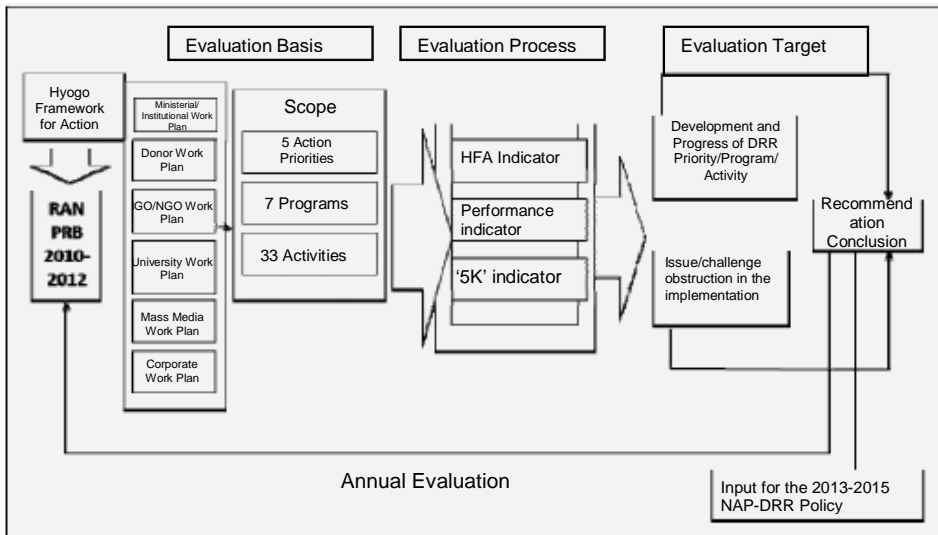 Evaluation Basis
Evaluation Process
Evaluation Target
Hyogo
Framework
for Action
RAN
PRB
2010-
2012
Ministerial/
Institutional Work
Plan
Donor Work
Plan
GO/NGO Work
Plan
University Work
Plan
Mass Media
Work Plan
Corporate
Work Plan
Scope
5 Action
Priorities
7 Programs
33 Activities
HFA Indicator
Performance
indicator
‘5K’ indicator
Development and
Progress of DRR
Priority/Program/
Activity
Issue/challenge
obstruction in the
implementation
Recommend
ation
Conclusion
Annual Evaluation
Input for the 2013-2015
NAP-DRR Policy